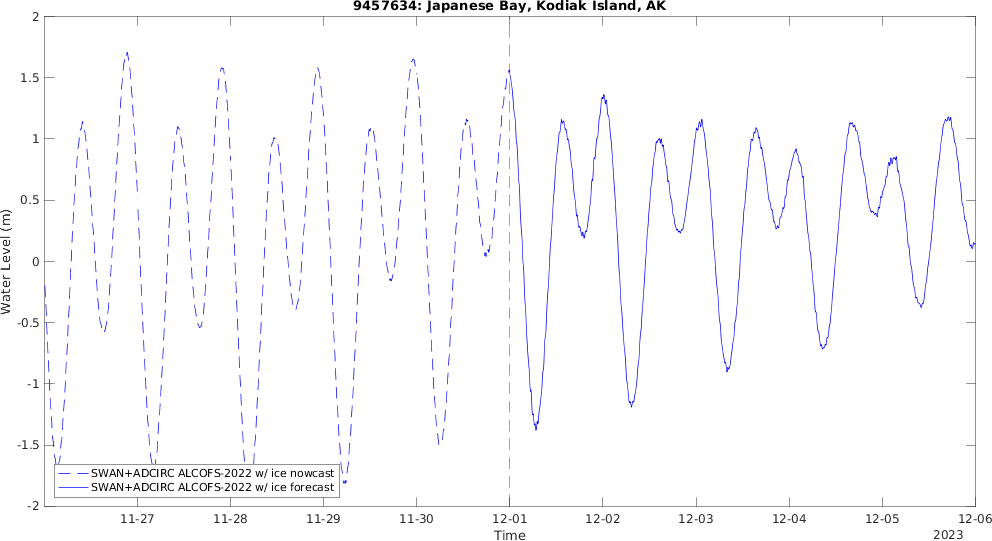 9457634: Japanese Bay, Kodiak Island, AK
2
1.5
1
0.5
0
-0.5
-1
-1.5
-2
Water Level (m)
SWAN+ADCIRC ALCOFS-2022 w/ ice nowcast
SWAN+ADCIRC ALCOFS-2022 w/ ice forecast
11-27 11-28 11-29 11-30 12-01 12-02 12-03 12-04 12-05 12-06
Time
2023